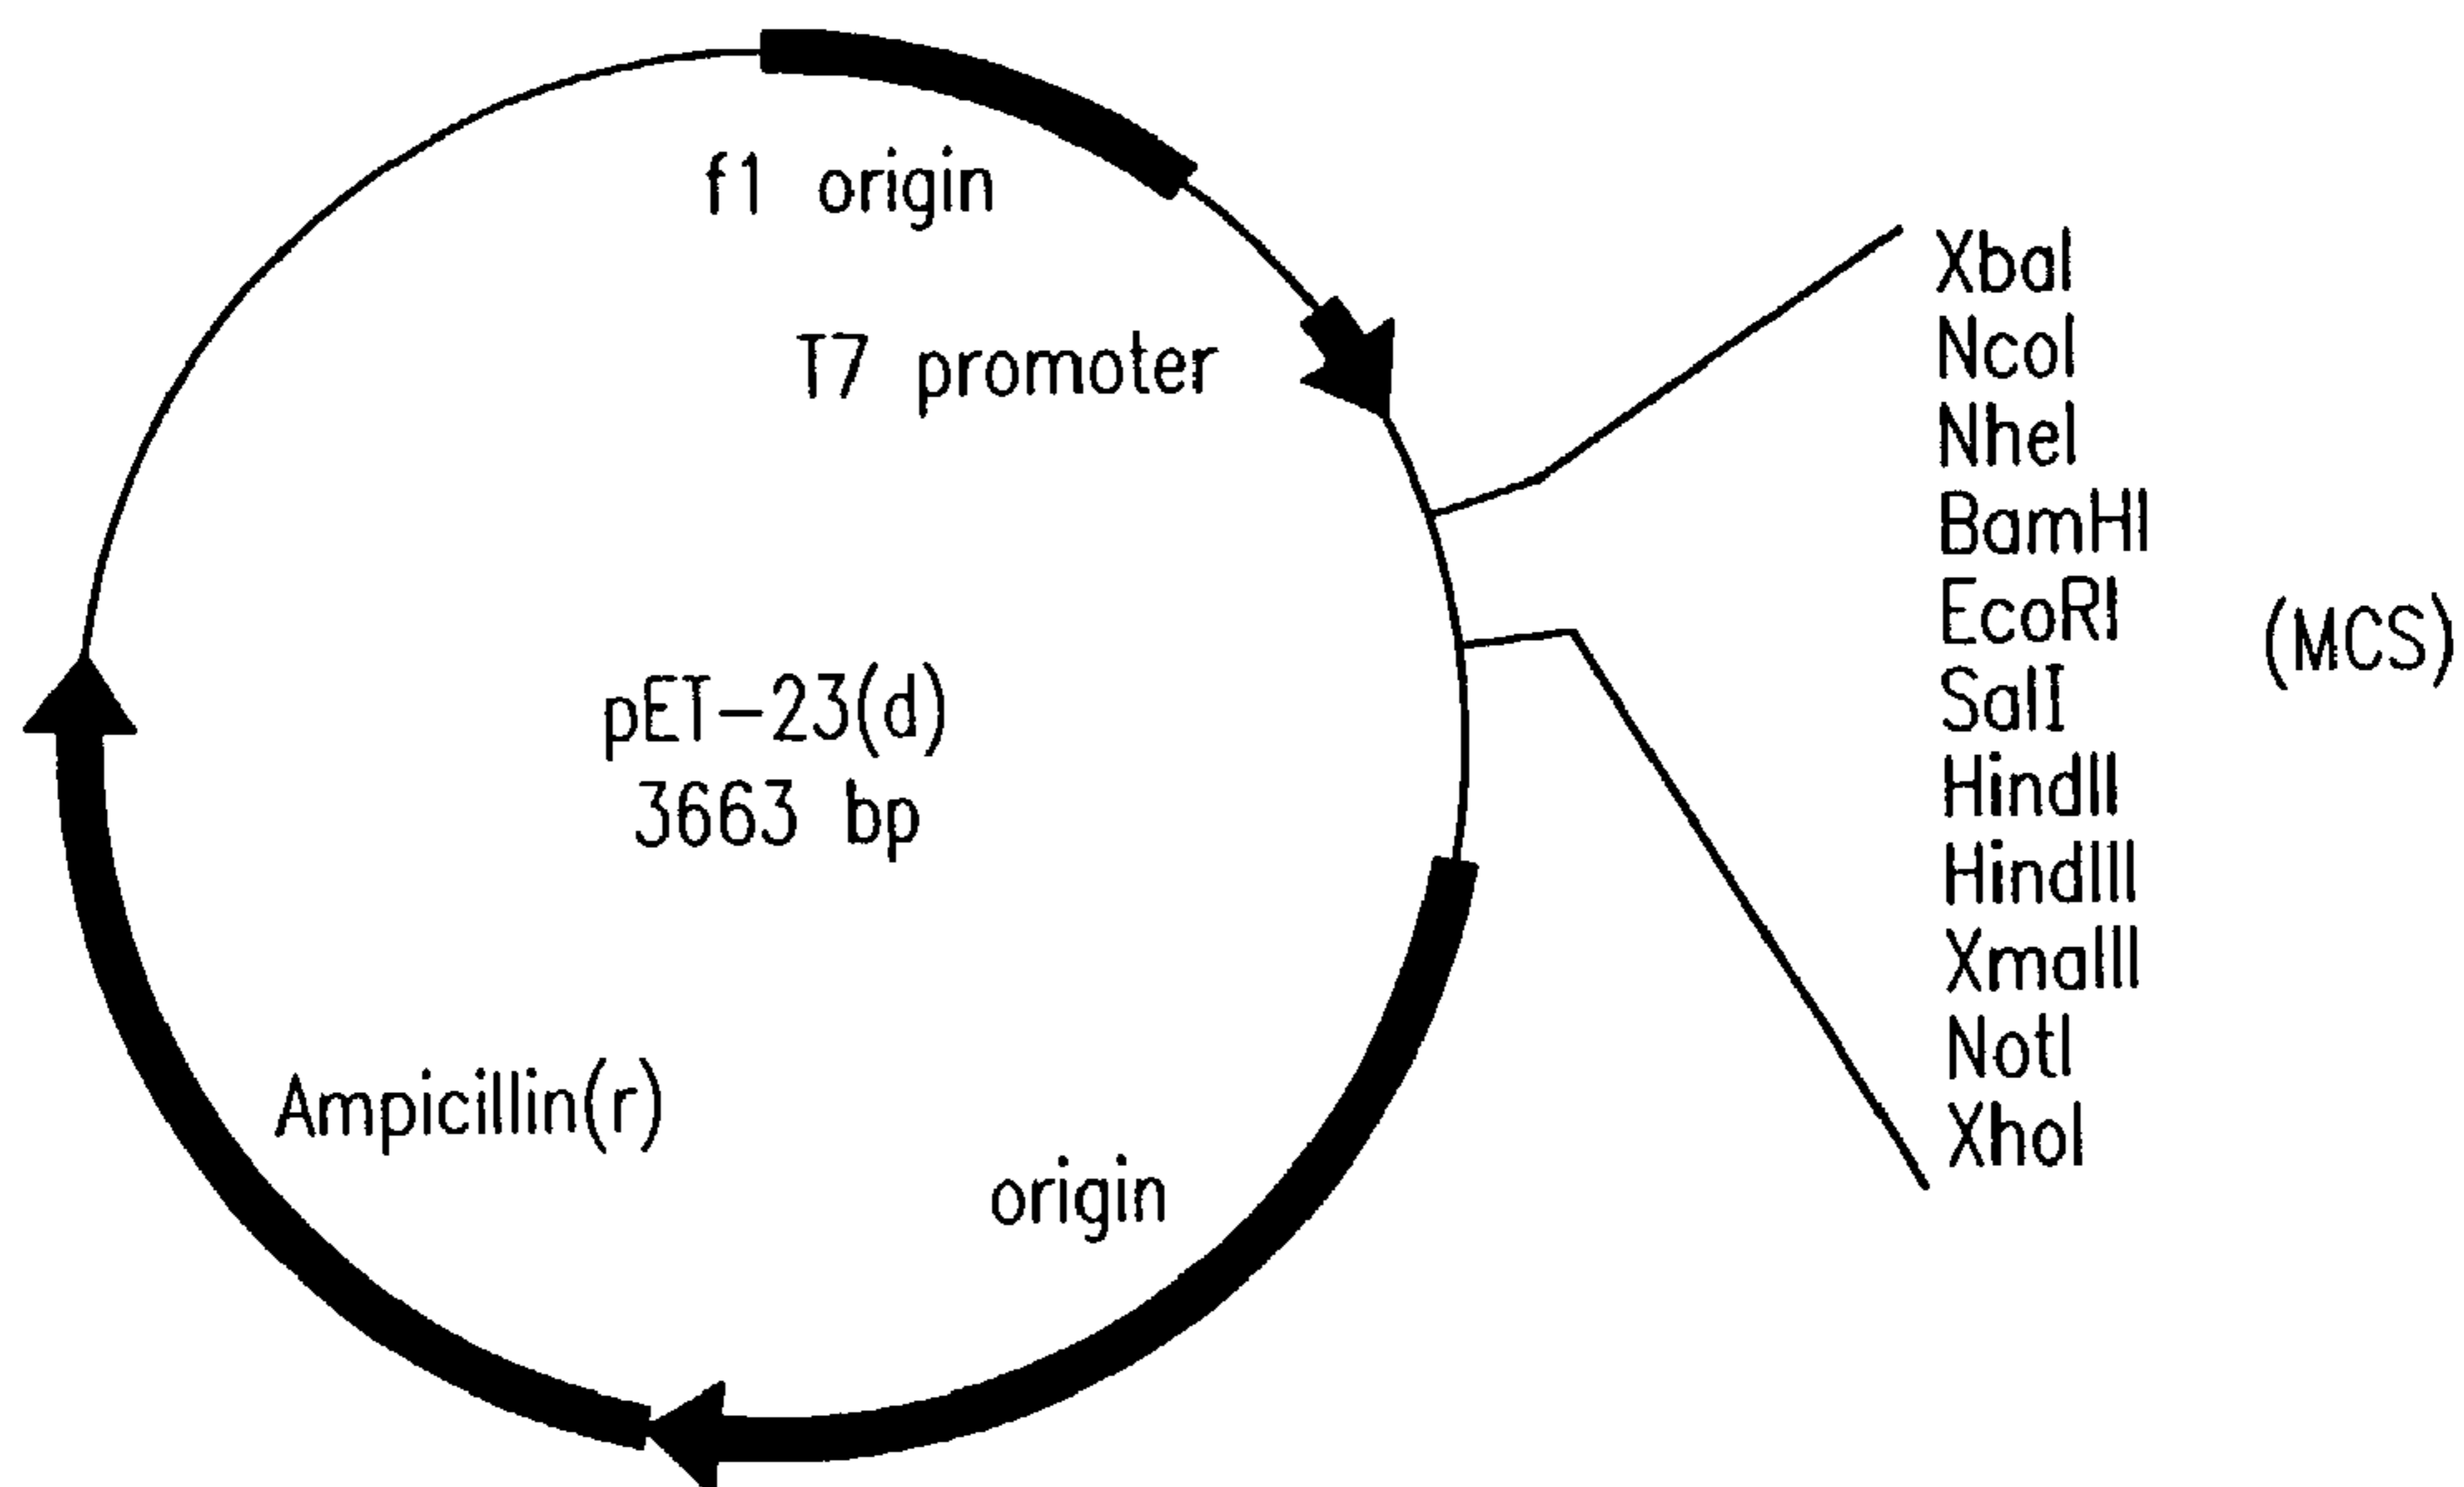 f1 origin
T7 promoter
pET-23(d)
3663 bp
Ampicillin(r)
origin
XbaI
NcoI
NheI
BamHI
EcoRI
SalI
HindII
HindIII
XmaIII
NotI
XhoI
(MCS)